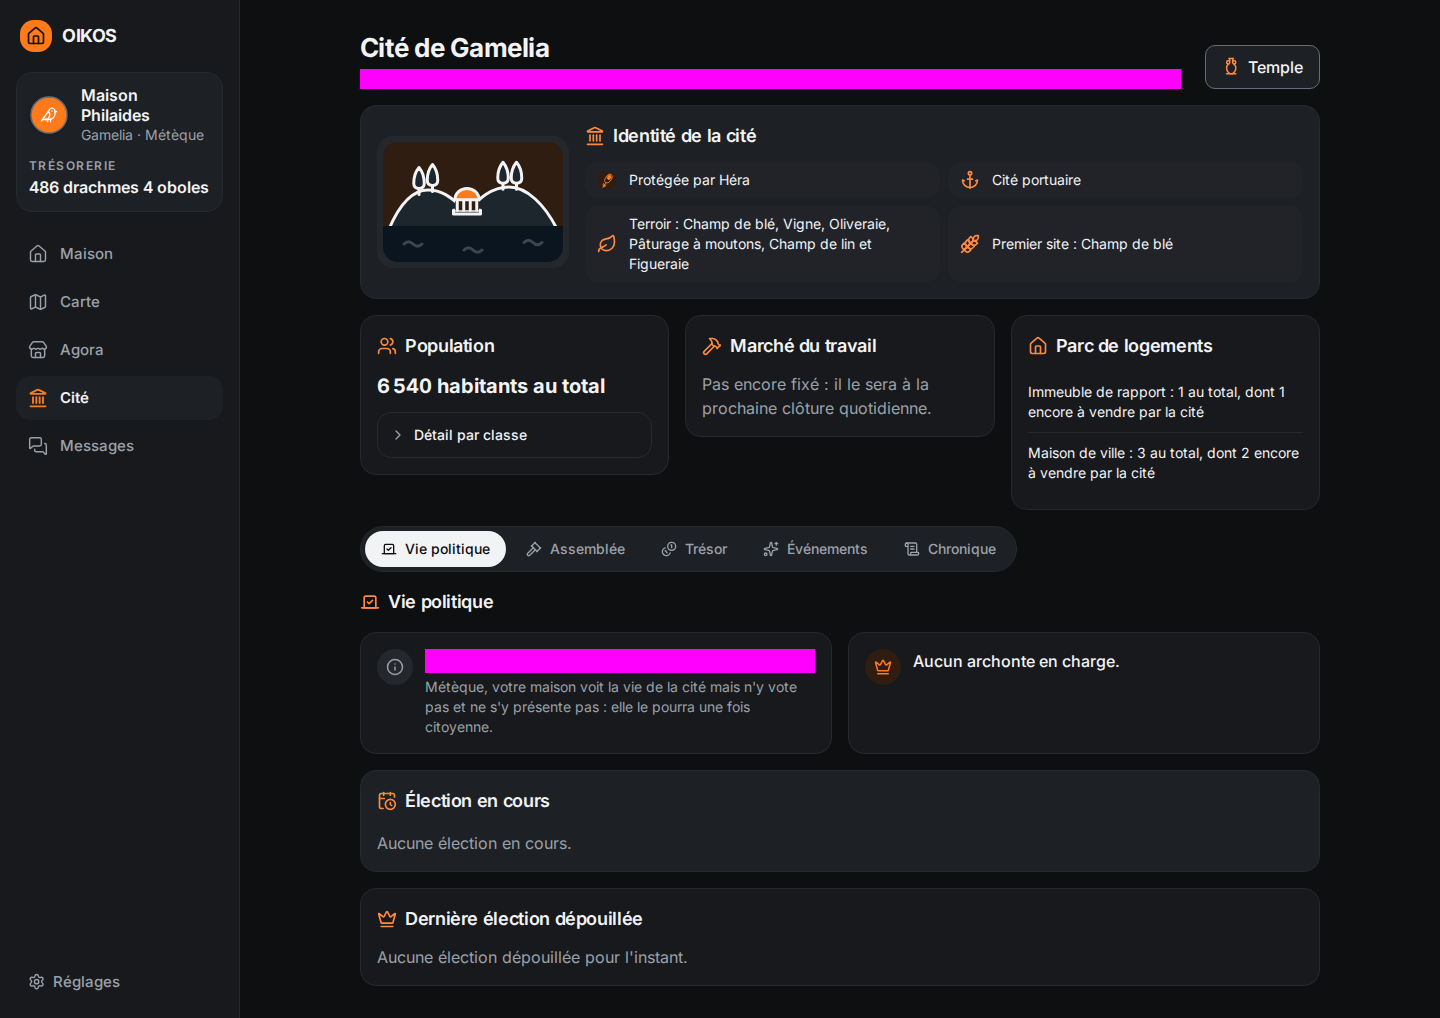 OIKOS
Maison
Philaides
Gamelia · Métèque
TRÉSORERIE
486 drachmes 4 oboles
Maison
Carte
Agora
Cité
Messages
Réglages
Cité de Gamelia
Temple
Identité de la cité
Protégée par Héra
Cité portuaire
Terroir : Champ de blé, Vigne, Oliveraie,
Pâturage à moutons, Champ de lin et
Figueraie
Premier site : Champ de blé
Population
6 540 habitants au total
Détail par classe
Marché du travail
Pas encore fixé : il le sera à la
prochaine clôture quotidienne.
Parc de logements
Immeuble de rapport : 1 au total, dont 1
encore à vendre par la cité
Maison de ville : 3 au total, dont 2 encore
à vendre par la cité
Vie politique
Assemblée
Trésor
Événements
Chronique
Vie politique
Métèque, votre maison voit la vie de la cité mais n'y vote
pas et ne s'y présente pas : elle le pourra une fois
citoyenne.
Aucun archonte en charge.
Élection en cours
Aucune élection en cours.
Dernière élection dépouillée
Aucune élection dépouillée pour l'instant.